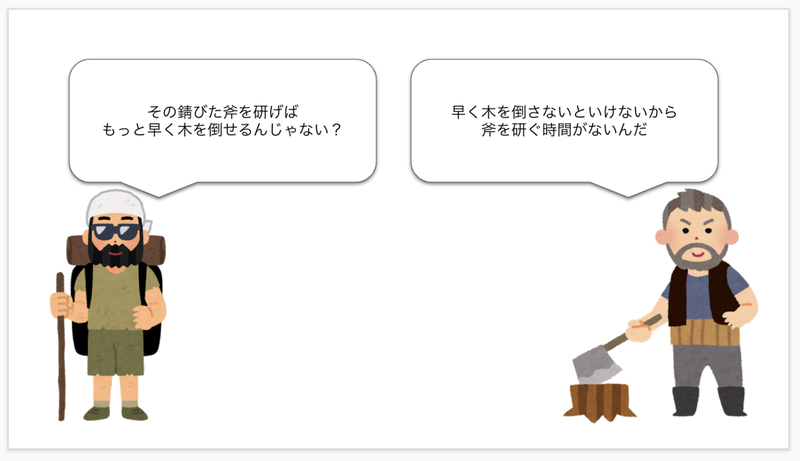 その錆びた斧を研げば
もっと早く木を倒せるんじゃない？
早く木を倒さないといけないから
斧を研ぐ時間がないんだ